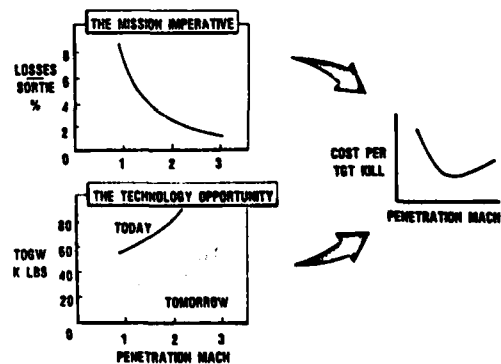 THE MISSION IMPERATIVE
LOSSES
SORTIE
%
8
6
4
2
0
1
2
3
THE TECHNOLOGY OPPORTUNITY
TODAY
TOGW
K LBS
80
60
40
20
0
TOMORROW
1
2
3
PENETRATION MACH
COST PER
TGT KILL
PENETRATION MACH